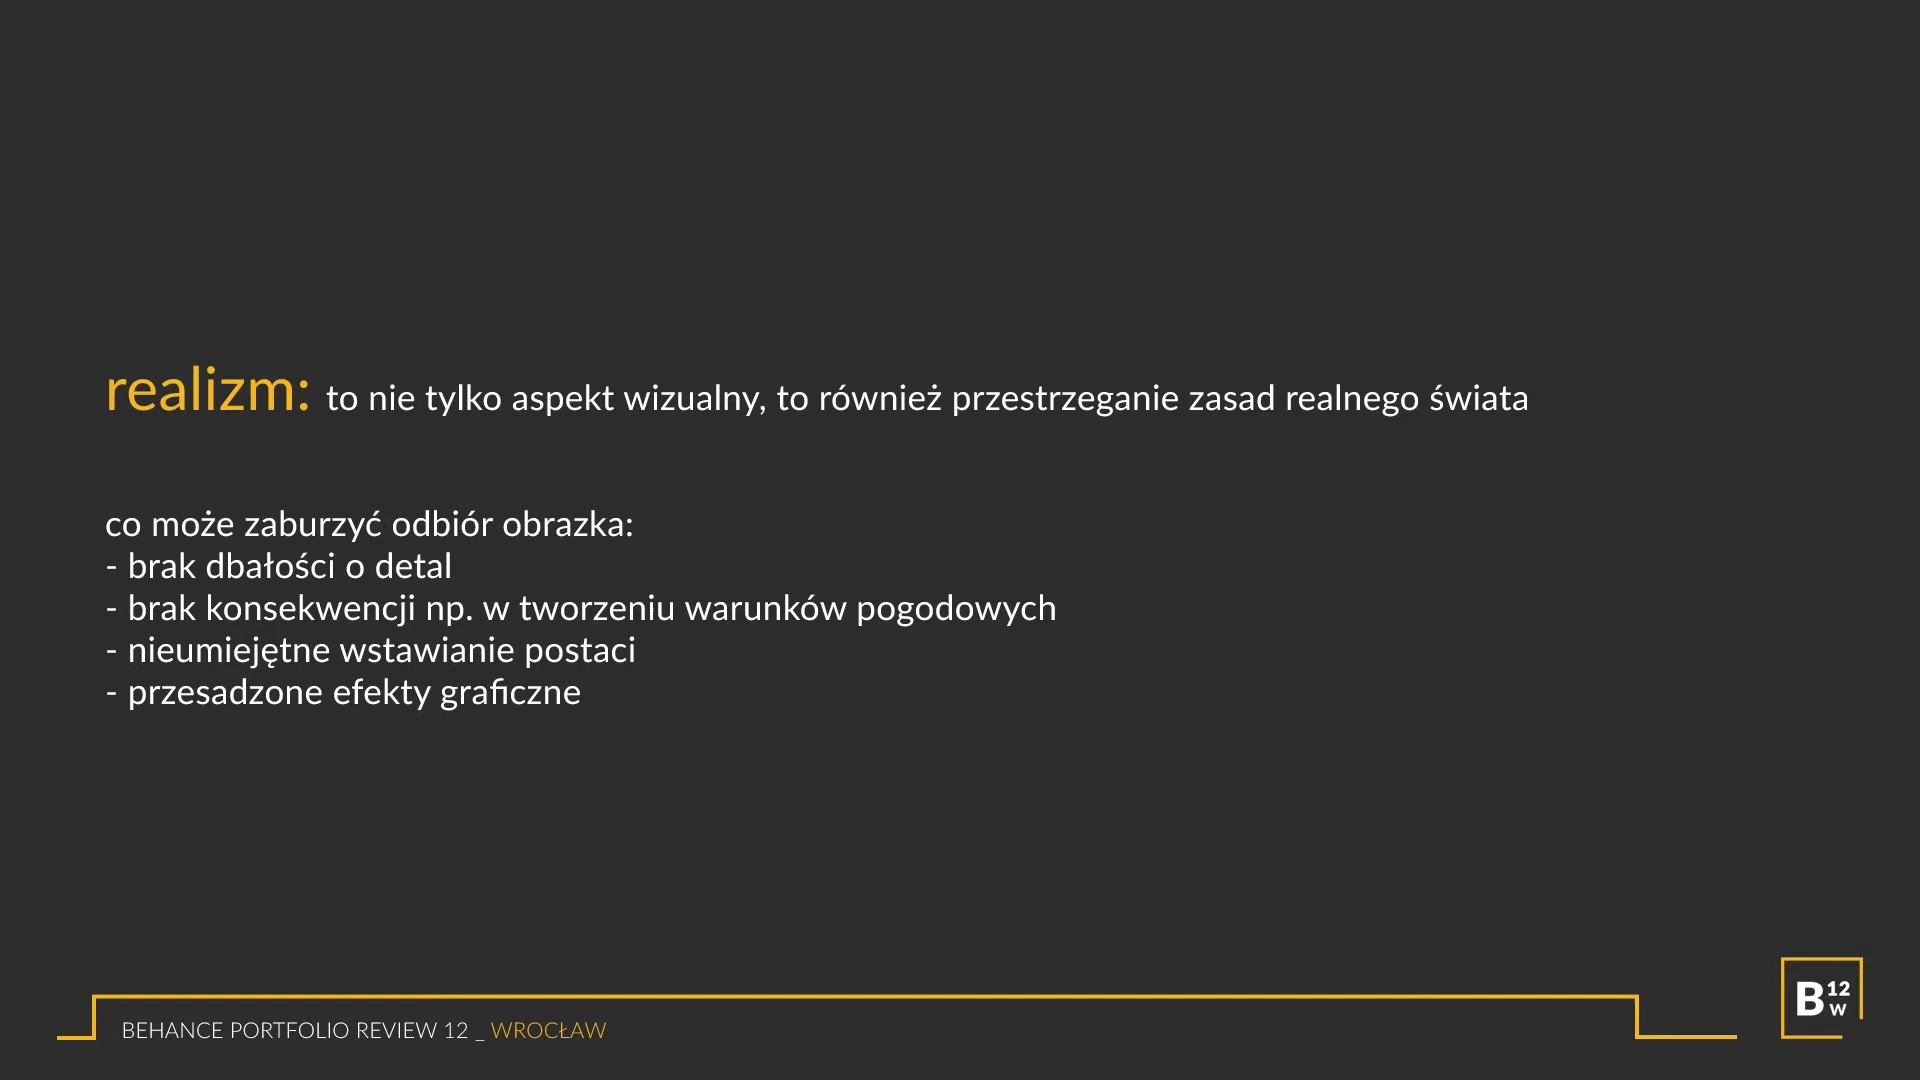 realizm: to nie tylko aspekt wizualny, to również przestrzeganie zasad realnego świata
co może zaburzyć odbiór obrazka:
- brak dbałości o detal
- brak konsekwencji np. w tworzeniu warunków pogodowych
- nieumiejętne wstawianie postaci
- przesadzone efekty graficzne
BEHANCE PORTFOLIO REVIEW 12 _ WROCŁAW
B 12
W